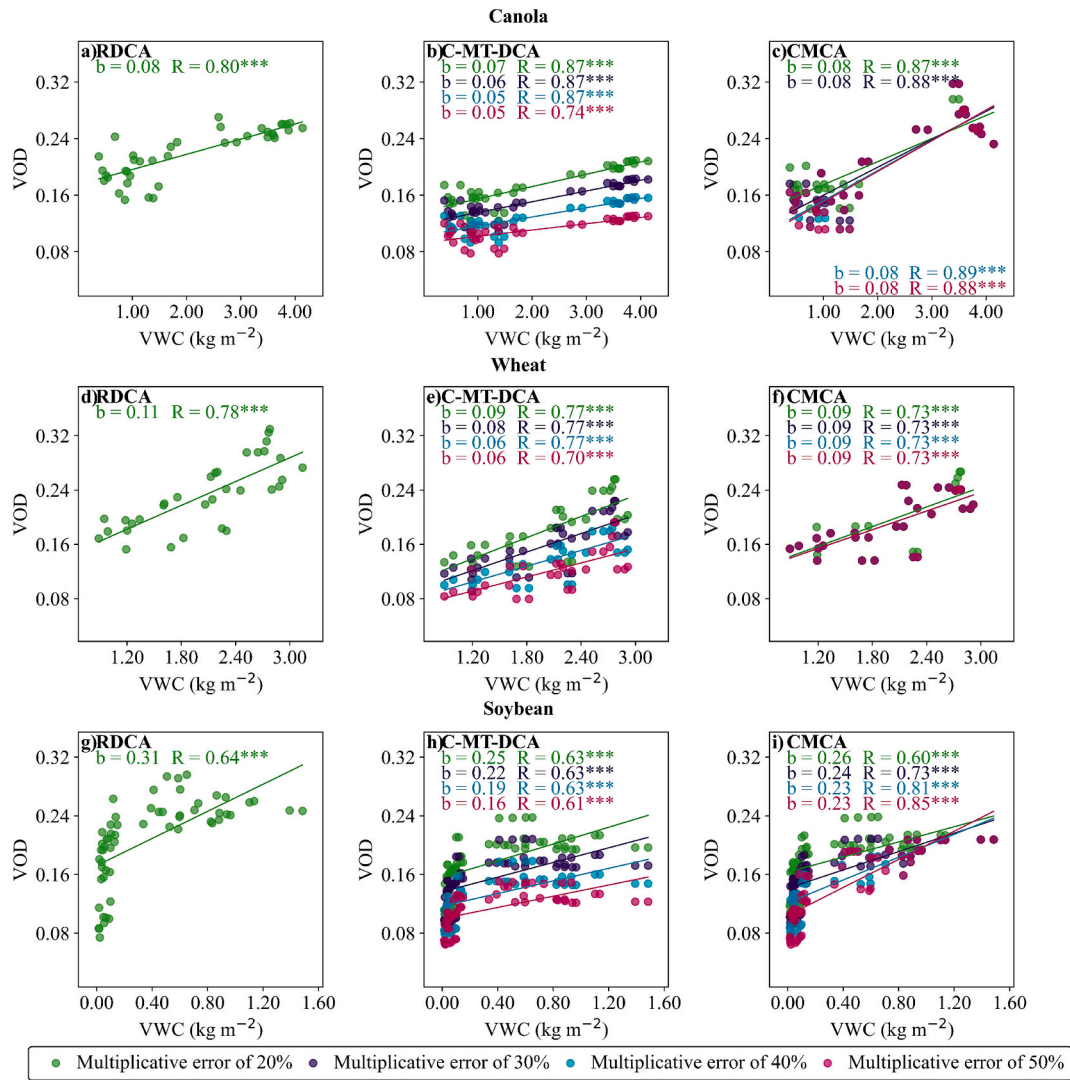 Canola
a) RDCA
b = 0.08 R = 0.80***
0.32
0.24
0.16
0.08
VOD
1.00 2.00 3.00 4.00
VWC (kg m−2)
b) C-MT-DCA
b = 0.07 R = 0.87***
b = 0.06 R = 0.87***
b = 0.05 R = 0.87***
b = 0.05 R = 0.74***
0.32
0.24
0.16
0.08
VOD
1.00 2.00 3.00 4.00
VWC (kg m−2)
c) CMCA
b = 0.08 R = 0.87***
b = 0.08 R = 0.88***
b = 0.08 R = 0.89***
b = 0.08 R = 0.88***
0.32
0.24
0.16
0.08
VOD
1.00 2.00 3.00 4.00
VWC (kg m−2)
Wheat
d) RDCA
b = 0.11 R = 0.78***
0.32
0.24
0.16
0.08
VOD
1.20 1.80 2.40 3.00
VWC (kg m−2)
e) C-MT-DCA
b = 0.09 R = 0.77***
b = 0.08 R = 0.77***
b = 0.06 R = 0.77***
b = 0.06 R = 0.70***
0.32
0.24
0.16
0.08
VOD
1.20 1.80 2.40 3.00
VWC (kg m−2)
f) CMCA
b = 0.09 R = 0.73***
b = 0.09 R = 0.73***
b = 0.09 R = 0.73***
b = 0.09 R = 0.73***
0.32
0.24
0.16
0.08
VOD
1.20 1.80 2.40 3.00
VWC (kg m−2)
Soybean
g) RDCA
b = 0.31 R = 0.64***
0.32
0.24
0.16
0.08
VOD
0.00 0.40 0.80 1.20 1.60
VWC (kg m−2)
h) C-MT-DCA
b = 0.25 R = 0.63***
b = 0.22 R = 0.63***
b = 0.19 R = 0.63***
b = 0.16 R = 0.61***
0.32
0.24
0.16
0.08
VOD
0.00 0.40 0.80 1.20 1.60
VWC (kg m−2)
i) CMCA
b = 0.26 R = 0.60***
b = 0.24 R = 0.73***
b = 0.23 R = 0.81***
b = 0.23 R = 0.85***
0.32
0.24
0.16
0.08
VOD
0.00 0.40 0.80 1.20 1.60
VWC (kg m−2)
Multiplicative error of 20% Multiplicative error of 30% Multiplicative error of 40% Multiplicative error of 50%